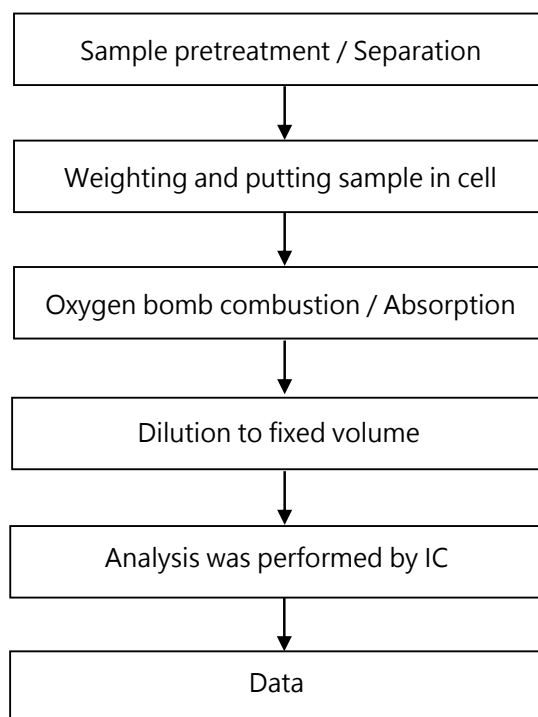 Sample pretreatment / Separation
Weighting and putting sample in cell
Oxygen bomb combustion / Absorption
Dilution to fixed volume
Analysis was performed by IC
Data